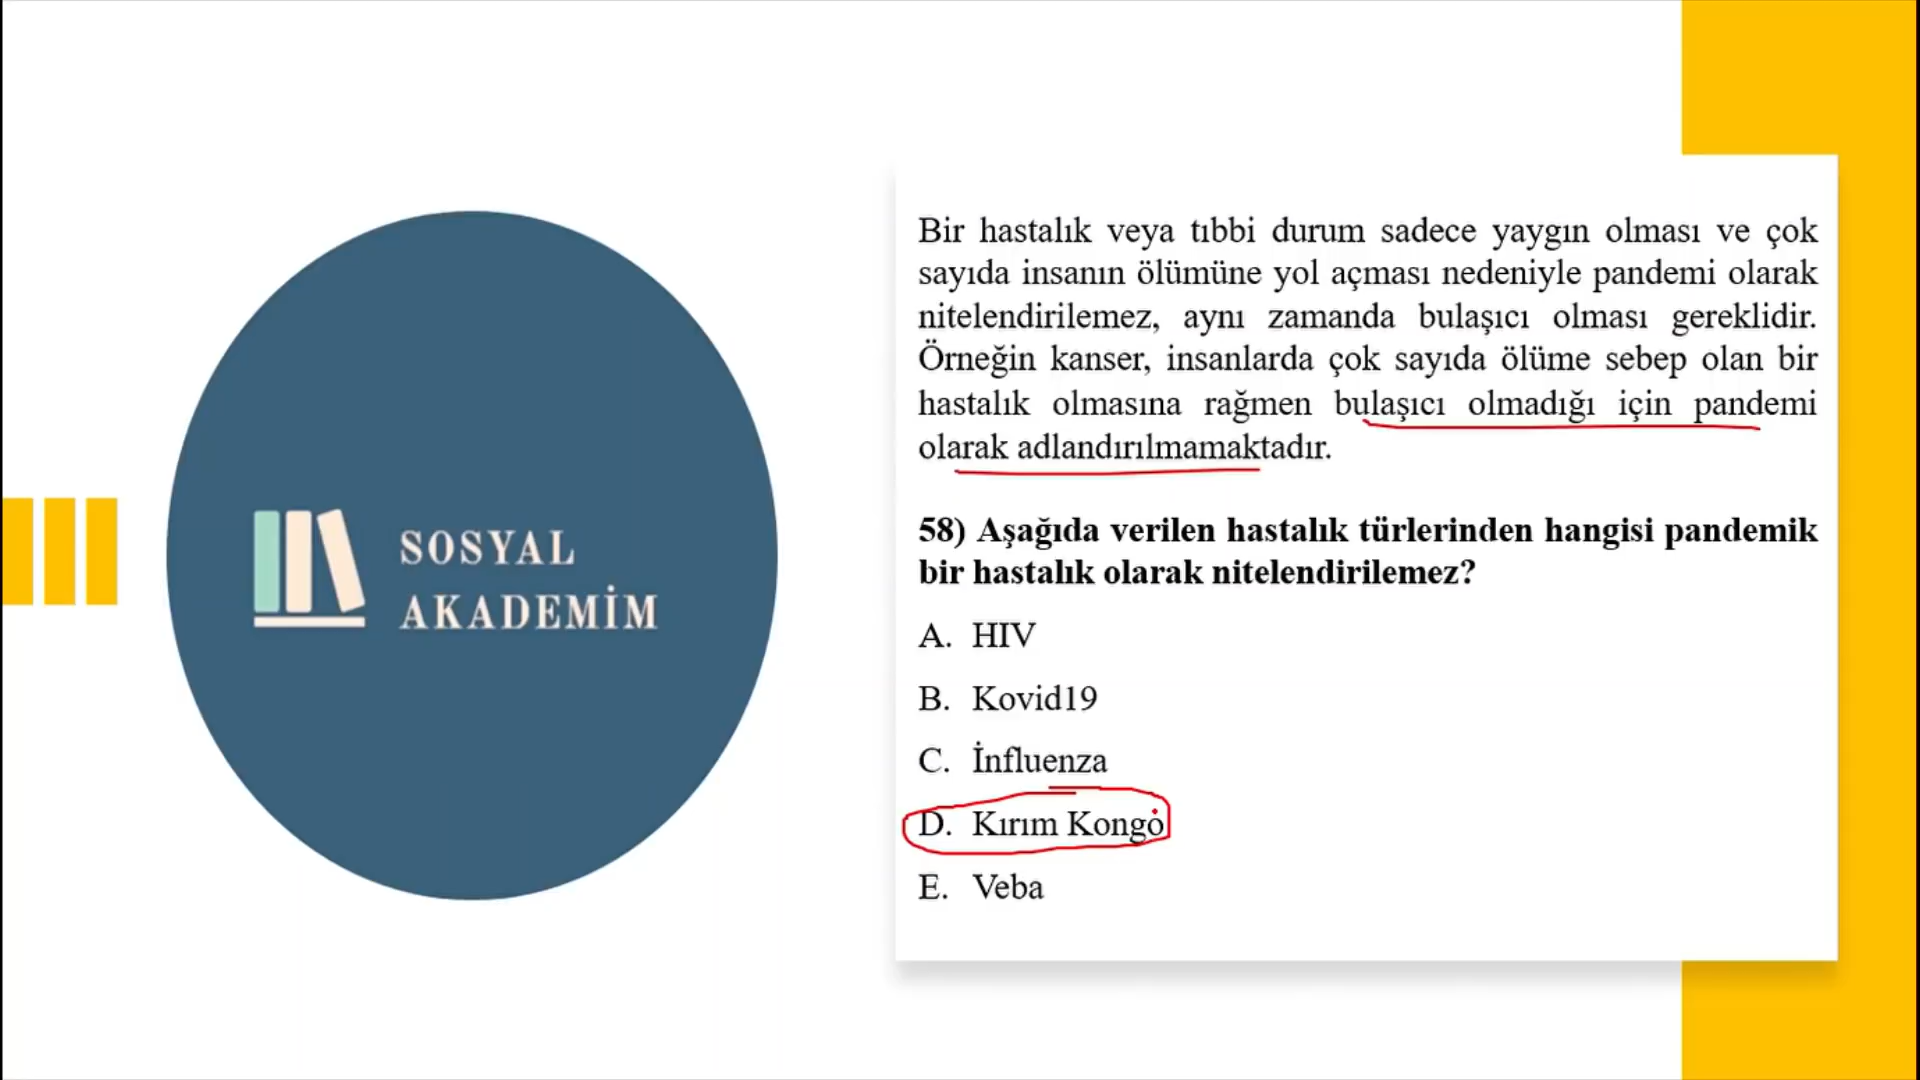 SOSYAL
AKADEMİM
Bir hastalık veya tıbbi durum sadece yaygın olması ve çok
sayıda insanın ölümüne yol açması nedeniyle pandemi olarak
nitelendirilemez, aynı zamanda bulaşıcı olması gereklidir.
Örneğin kanser, insanlarda çok sayıda ölüme sebep olan bir
hastalık olmasına rağmen bulaşıcı olmadığı için pandemi
olarak adlandırılmamaktadır.
58) Aşağıda verilen hastalık türlerinden hangisi pandemik
bir hastalık olarak nitelendirilemez?
A. HIV
B. Kovid19
C. İnfluenza
D. Kırım Kongo
E. Veba